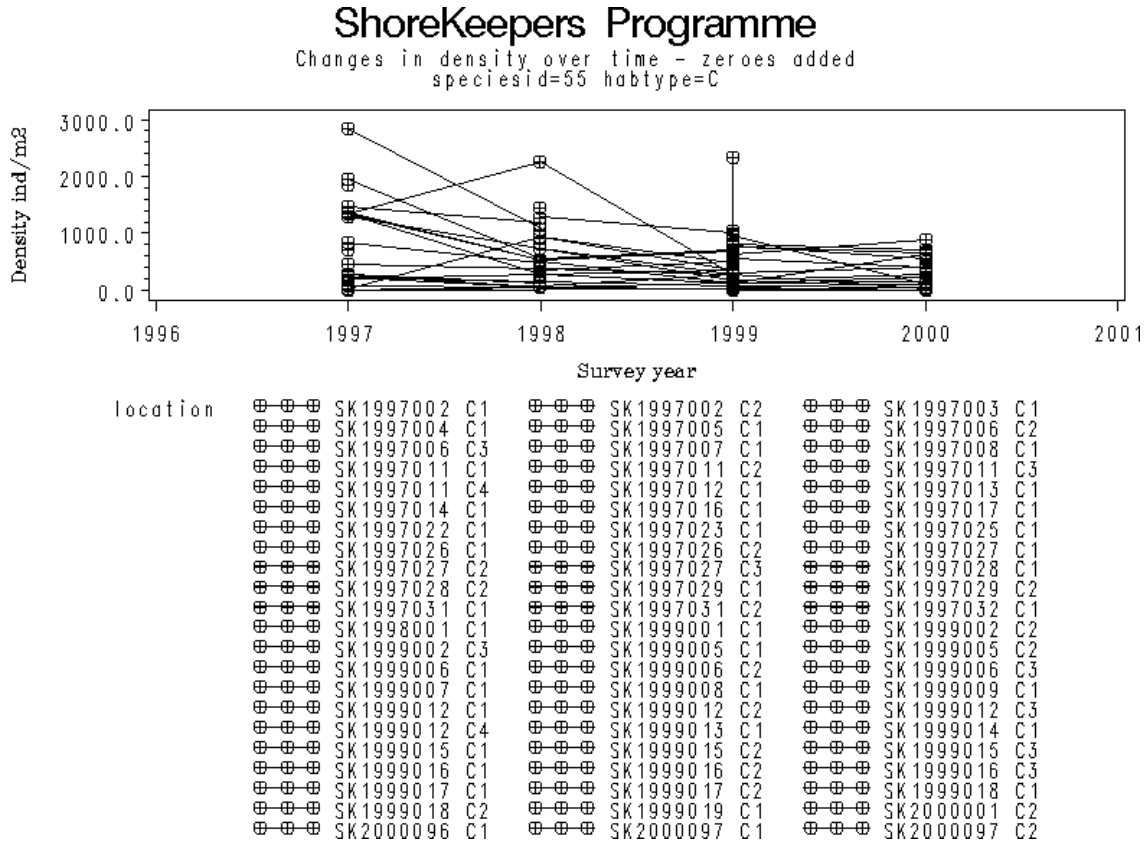 ShoreKeepers Programme
Changes in density over time - zeroes added
speciesid=55 habtype=C
Density ind/m2
3000.0
2000.0
1000.0
0.0
1996 1997 1998 1999 2000 2001
Survey year
location SK1997002 C1 SK1997002 C2 SK1997003 C1
SK1997004 C1 SK1997005 C1 SK1997006 C2
SK1997006 C3 SK1997007 C1 SK1997008 C1
SK1997011 C1 SK1997011 C2 SK1997011 C3
SK1997011 C4 SK1997012 C1 SK1997013 C1
SK1997014 C1 SK1997016 C1 SK1997017 C1
SK1997022 C1 SK1997023 C1 SK1997025 C1
SK1997026 C1 SK1997026 C2 SK1997027 C1
SK1997027 C2 SK1997027 C3 SK1997028 C1
SK1997028 C2 SK1997029 C1 SK1997029 C2
SK1997031 C1 SK1997031 C2 SK1997032 C1
SK1998001 C1 SK1999001 C1 SK1999002 C2
SK1999002 C3 SK1999005 C1 SK1999005 C2
SK1999006 C1 SK1999006 C2 SK1999006 C3
SK1999007 C1 SK1999008 C1 SK1999009 C1
SK1999012 C1 SK1999012 C2 SK1999012 C3
SK1999012 C4 SK1999013 C1 SK1999014 C1
SK1999015 C1 SK1999015 C2 SK1999015 C3
SK1999016 C1 SK1999016 C2 SK1999016 C3
SK1999017 C1 SK1999017 C2 SK1999018 C1
SK1999018 C2 SK1999019 C1 SK2000001 C2
SK2000096 C1 SK2000097 C1 SK2000097 C2